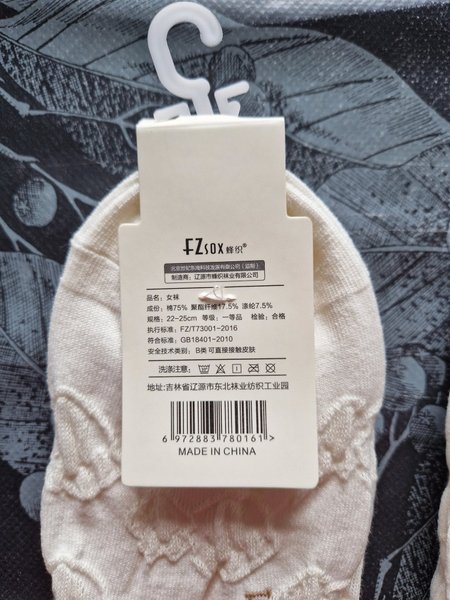 FZSOX 蜂织®
北京世纪东海科技发展有限公司（监制）
制造商：辽源市蜂织袜业有限公司
品名：女袜
成份：棉75% 聚酯纤维17.5% 涤纶7.5%
规格：22-25cm 等级：一等品 检验：合格
执行标准：FZ/T73001-2016
符合标准：GB18401-2010
安全技术类别：B类 可直接接触皮肤
洗涤注意：
地址:吉林省辽源市东北袜业纺织工业园
6 972883 780161>
MADE IN CHINA